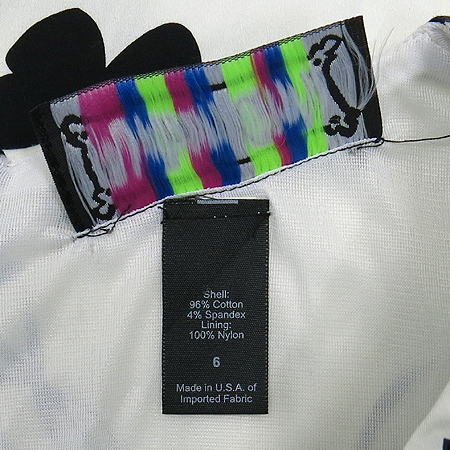 Shell:
96% Cotton
4% Spandex
Lining:
100% Nylon
6
Made in U.S.A. of
Imported Fabric